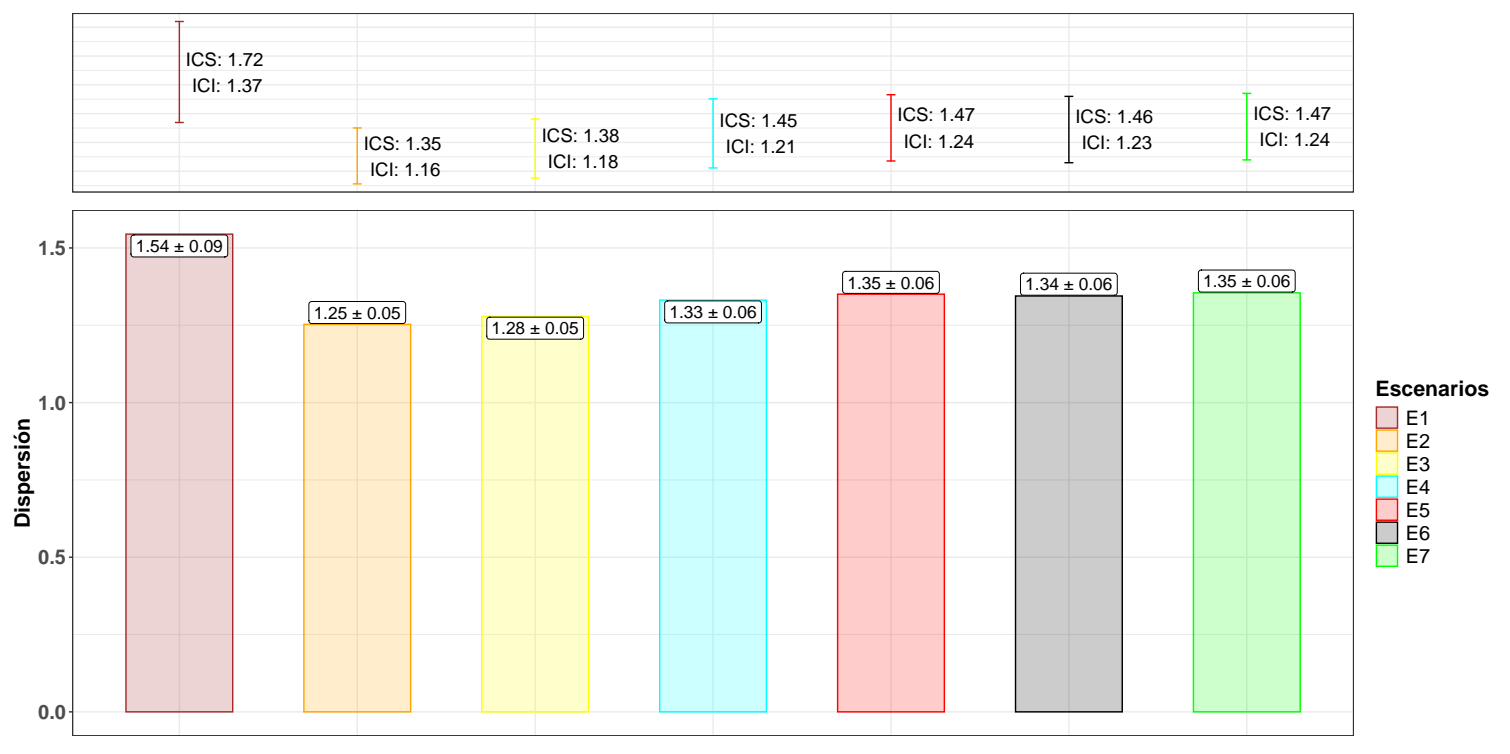 ICS: 1.72
ICI: 1.37
ICS: 1.35
ICI: 1.16
ICS: 1.38
ICI: 1.18
ICS: 1.45
ICI: 1.21
ICS: 1.47
ICI: 1.24
ICS: 1.46
ICI: 1.23
ICS: 1.47
ICI: 1.24
Dispersión
1.5
1.0
0.5
0.0
1.54 ± 0.09
1.25 ± 0.05
1.28 ± 0.05
1.33 ± 0.06
1.35 ± 0.06
1.34 ± 0.06
1.35 ± 0.06
Escenarios
E1
E2
E3
E4
E5
E6
E7